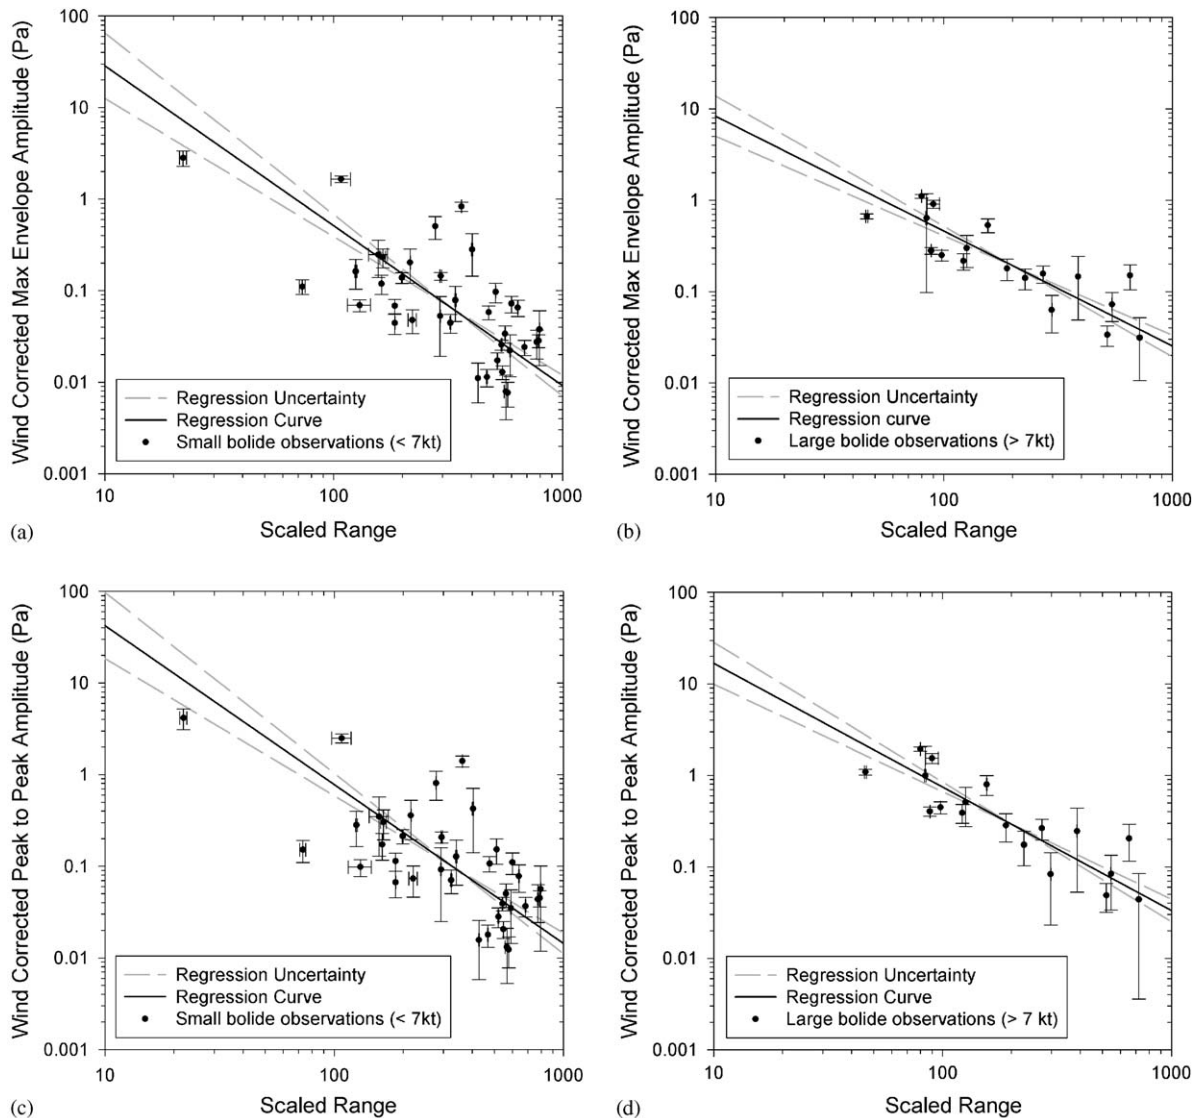 Wind Corrected Max Envelope Amplitude (Pa)
100
10
1
0.1
0.01
0.001
Regression Uncertainty
Regression Curve
Small bolide observations (< 7kt)
10
100
1000
Scaled Range
(a)
Wind Corrected Max Envelope Amplitude (Pa)
100
10
1
0.1
0.01
0.001
Regression Uncertainty
Regression curve
Large bolide observations (> 7kt)
10
100
1000
Scaled Range
(b)
Wind Corrected Peak to Peak Amplitude (Pa)
100
10
1
0.1
0.01
0.001
Regression Uncertainty
Regression Curve
Small bolide observations (< 7kt)
10
100
1000
Scaled Range
(c)
Wind Corrected Peak to Peak Amplitude (Pa)
100
10
1
0.1
0.01
0.001
Regression Uncertainty
Regression Curve
Large bolide observations (> 7 kt)
10
100
1000
Scaled Range
(d)